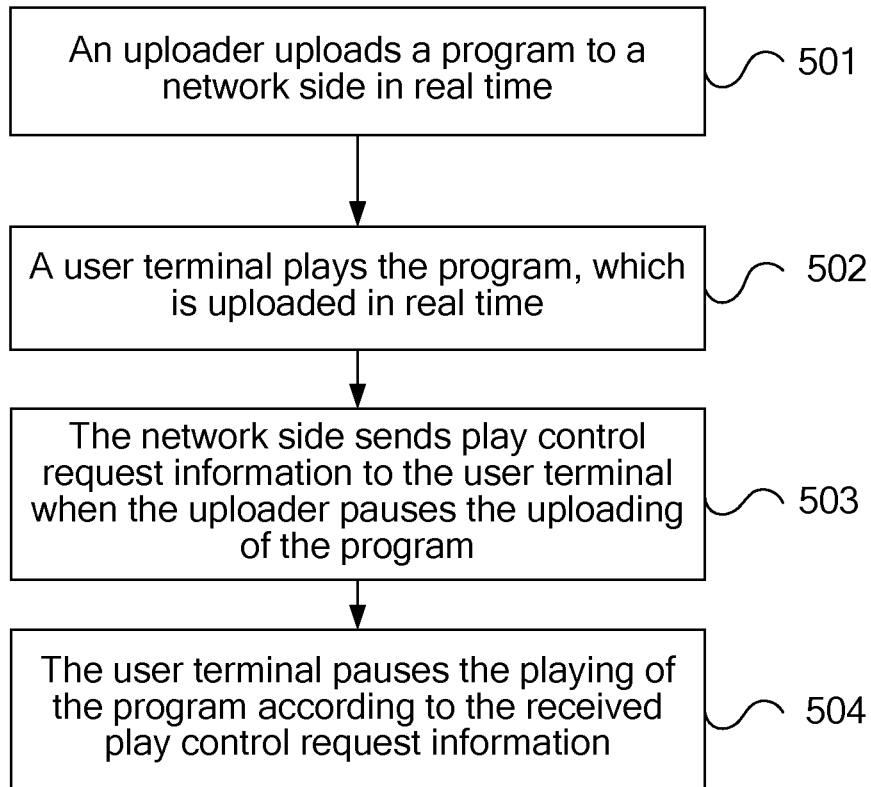 An uploader uploads a program to a
network side in real time
501
A user terminal plays the program, which
is uploaded in real time
502
The network side sends play control
request information to the user terminal
when the uploader pauses the uploading
of the program
503
The user terminal pauses the playing of
the program according to the received
play control request information
504